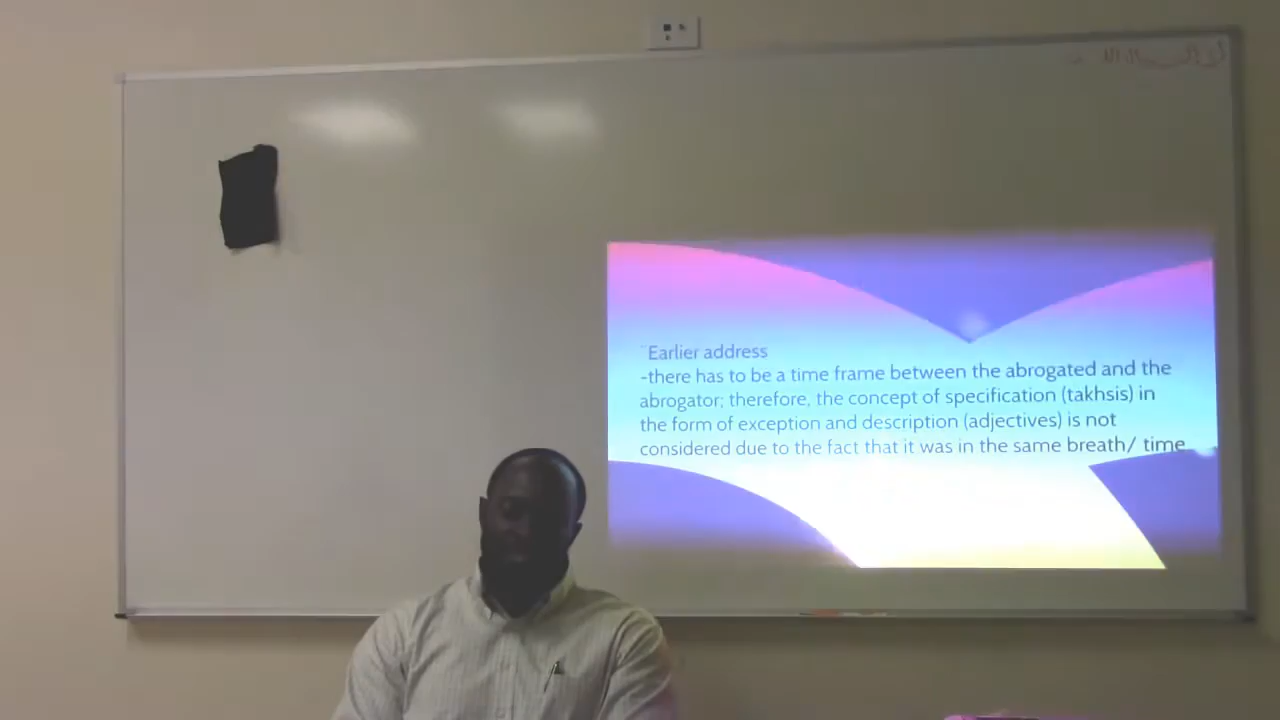 ¨Earlier address
-there has to be a time frame between the abrogated and the
abrogator; therefore, the concept of specification (takhsis) in
the form of exception and description (adjectives) is not
considered due to the fact that it was in the same breath/ time